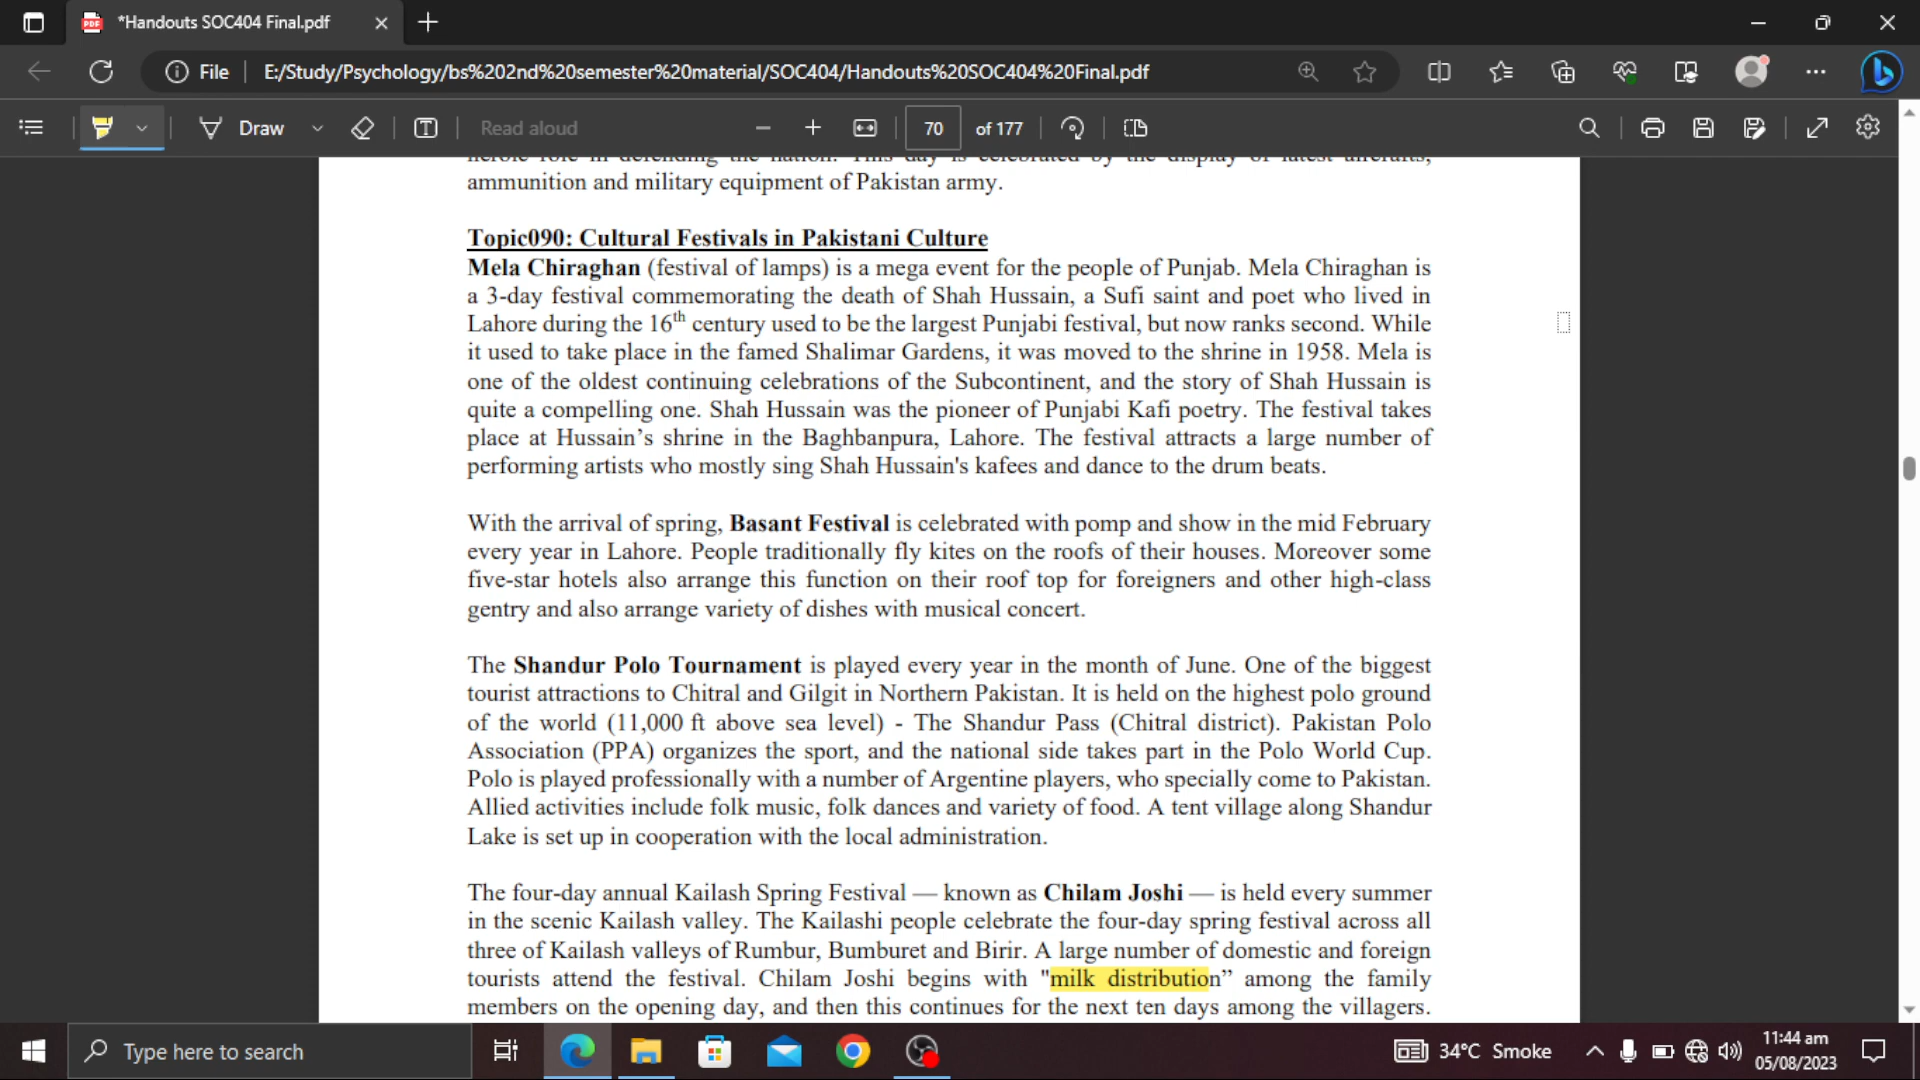 *Handouts SOC404 Final.pdf
File
E:/Study/Psychology/bs%202nd%20semester%20material/SOC404/Handouts%20SOC404%20Final.pdf
Draw
Read aloud
70
of 177
heroic role in defending the nation. This day is celebrated by the display of latest aircrafts,
ammunition and military equipment of Pakistan army.
Topic090: Cultural Festivals in Pakistani Culture
Mela Chiraghan (festival of lamps) is a mega event for the people of Punjab. Mela Chiraghan is
a 3-day festival commemorating the death of Shah Hussain, a Sufi saint and poet who lived in
Lahore during the 16th century used to be the largest Punjabi festival, but now ranks second. While
it used to take place in the famed Shalimar Gardens, it was moved to the shrine in 1958. Mela is
one of the oldest continuing celebrations of the Subcontinent, and the story of Shah Hussain is
quite a compelling one. Shah Hussain was the pioneer of Punjabi Kafi poetry. The festival takes
place at Hussain’s shrine in the Baghbanpura, Lahore. The festival attracts a large number of
performing artists who mostly sing Shah Hussain's kafees and dance to the drum beats.
With the arrival of spring, Basant Festival is celebrated with pomp and show in the mid February
every year in Lahore. People traditionally fly kites on the roofs of their houses. Moreover some
five-star hotels also arrange this function on their roof top for foreigners and other high-class
gentry and also arrange variety of dishes with musical concert.
The Shandur Polo Tournament is played every year in the month of June. One of the biggest
tourist attractions to Chitral and Gilgit in Northern Pakistan. It is held on the highest polo ground
of the world (11,000 ft above sea level) - The Shandur Pass (Chitral district). Pakistan Polo
Association (PPA) organizes the sport, and the national side takes part in the Polo World Cup.
Polo is played professionally with a number of Argentine players, who specially come to Pakistan.
Allied activities include folk music, folk dances and variety of food. A tent village along Shandur
Lake is set up in cooperation with the local administration.
The four-day annual Kailash Spring Festival — known as Chilam Joshi — is held every summer
in the scenic Kailash valley. The Kailashi people celebrate the four-day spring festival across all
three of Kailash valleys of Rumbur, Bumburet and Birir. A large number of domestic and foreign
tourists attend the festival. Chilam Joshi begins with "milk distribution” among the family
members on the opening day, and then this continues for the next ten days among the villagers.
Type here to search
34°C Smoke
11:44 am
05/08/2023